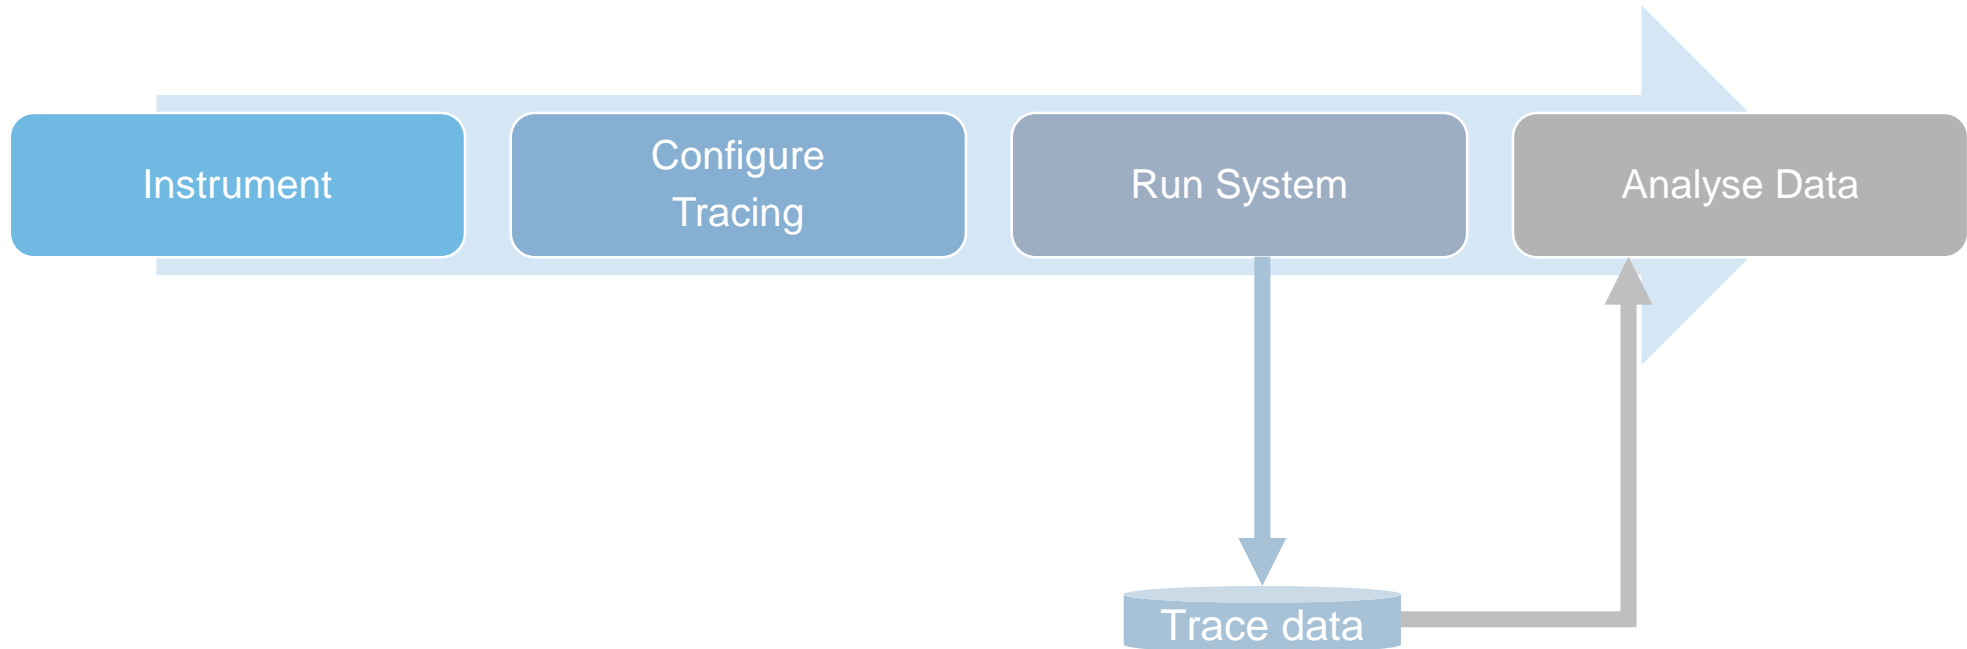 Instrument
Configure
Tracing
Run System
Analyse Data
Trace data